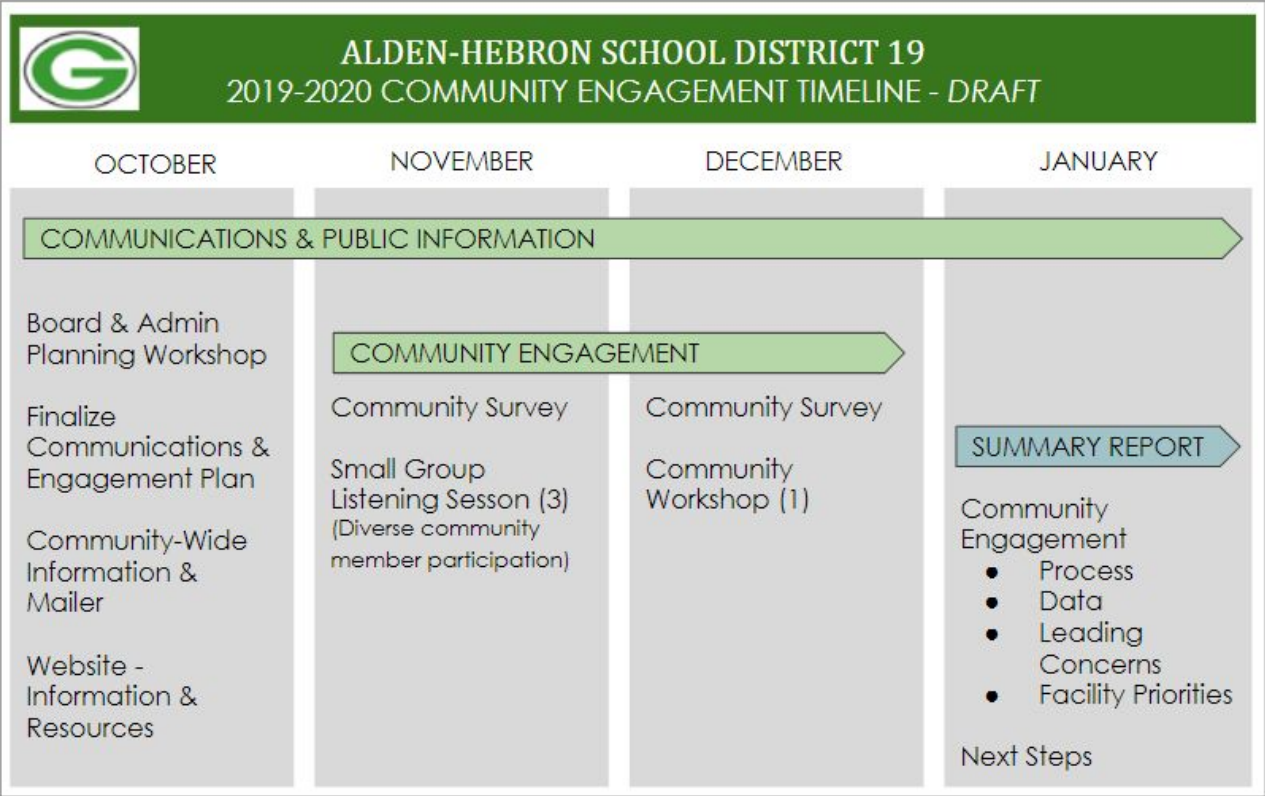 G
ALDEN-HEBRON SCHOOL DISTRICT 19
2019-2020 COMMUNITY ENGAGEMENT TIMELINE - DRAFT
OCTOBER
NOVEMBER
DECEMBER
JANUARY
COMMUNICATIONS & PUBLIC INFORMATION
Board & Admin
Planning Workshop
Finalize
Communications &
Engagement Plan
Community-Wide
Information &
Mailer
Website -
Information &
Resources
COMMUNITY ENGAGEMENT
Community Survey
Small Group
Listening Sesson (3)
(Diverse community
member participation)
Community Survey
Community
Workshop (1)
SUMMARY REPORT
Community
Engagement
● Process
● Data
● Leading
Concerns
● Facility Priorities
Next Steps